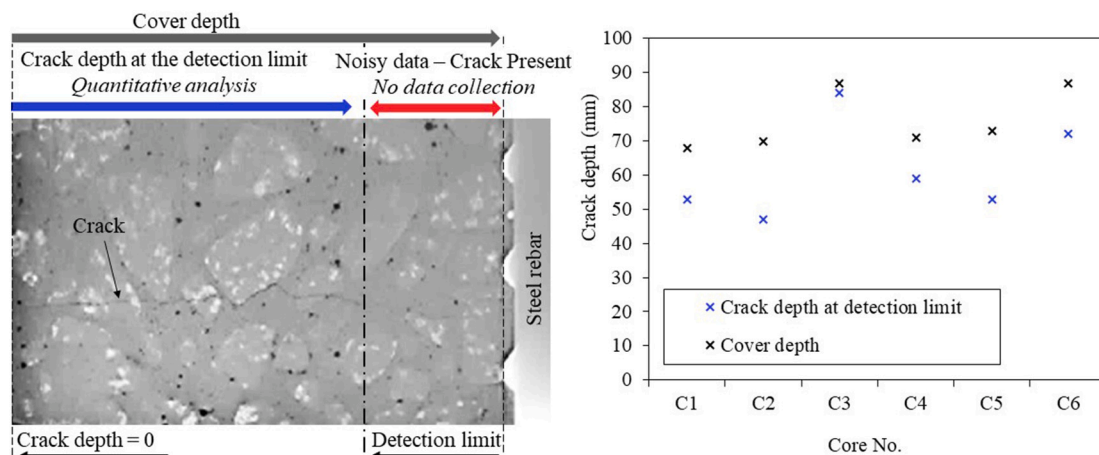 Cover depth
Crack depth at the detection limit
Quantitative analysis
Noisy data – Crack Present
No data collection
Crack
Steel rebar
Crack depth = 0
Detection limit
Crack depth (mm)
100
90
80
70
60
50
40
30
20
10
0
Crack depth at detection limit
Cover depth
C1 C2 C3 C4 C5 C6
Core No.